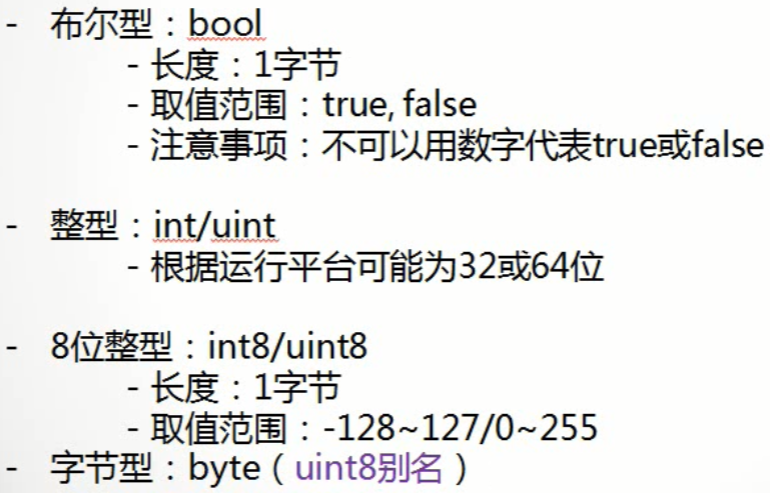 - 布尔型：bool
- 长度：1字节
- 取值范围：true, false
- 注意事项：不可以用数字代表true或false
- 整型：int/uint
- 根据运行平台可能为32或64位
- 8位整型：int8/uint8
- 长度：1字节
- 取值范围：-128~127/0~255
- 字节型：byte（uint8别名）